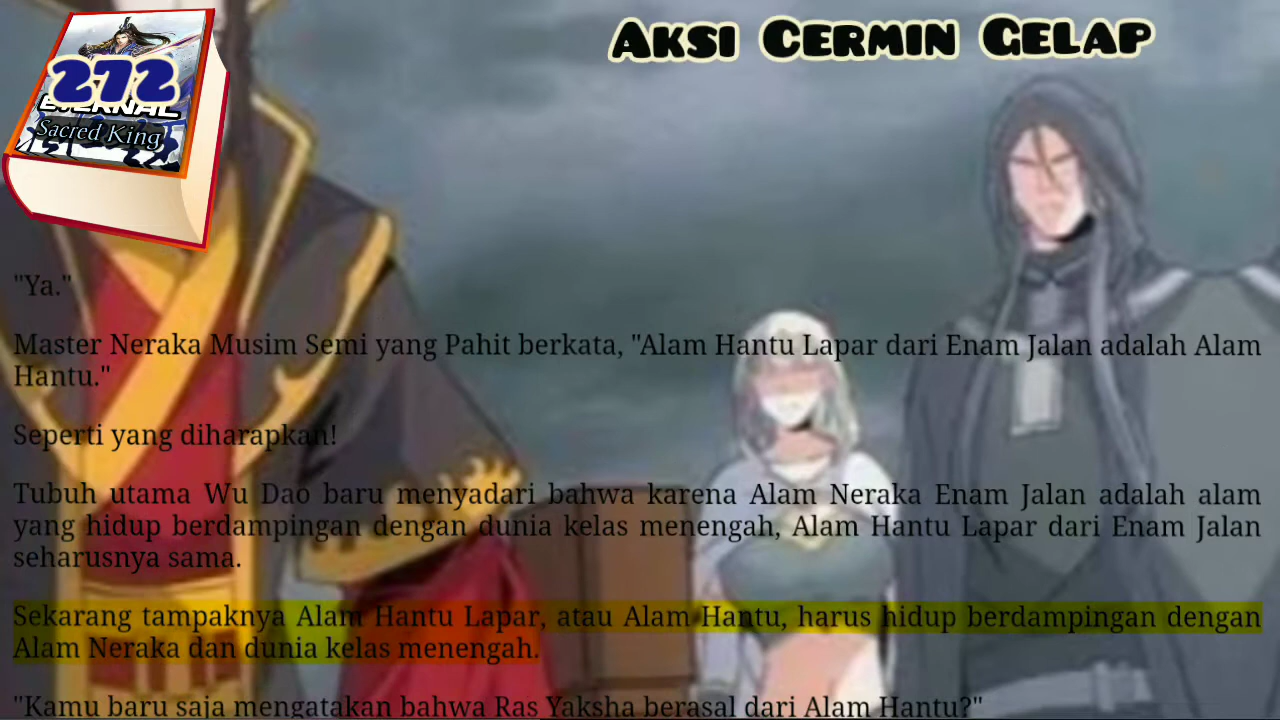 Aksi Cermin Gelap
272
ETERNAL
Sacred King
"Ya."
Master Neraka Musim Semi yang Pahit berkata, "Alam Hantu Lapar dari Enam Jalan adalah Alam
Hantu."
Seperti yang diharapkan!
Tubuh utama Wu Dao baru menyadari bahwa karena Alam Neraka Enam Jalan adalah alam
yang hidup berdampingan dengan dunia kelas menengah, Alam Hantu Lapar dari Enam Jalan
seharusnya sama.
Sekarang tampaknya Alam Hantu Lapar, atau Alam Hantu, harus hidup berdampingan dengan
Alam Neraka dan dunia kelas menengah.
"Kamu baru saja mengatakan bahwa Ras Yaksha berasal dari Alam Hantu?"